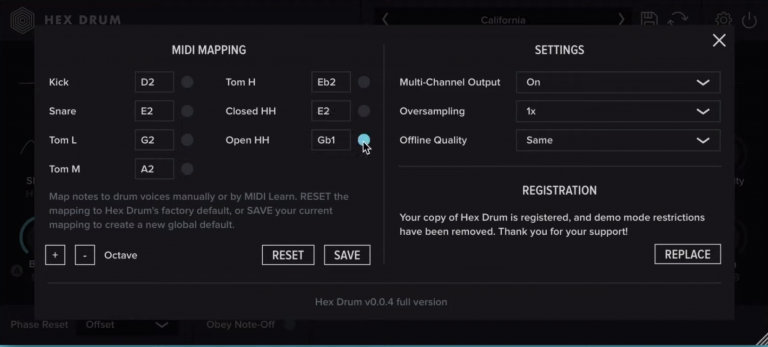 HEX DRUM
California
MIDI MAPPING
Kick D2 Tom H Eb2
Snare E2 Closed HH E2
Tom L G2 Open HH Gb1
Tom M A2
Map notes to drum voices manually or by MIDI Learn. RESET the
mapping to Hex Drum's factory default, or SAVE your current
mapping to create a new global default.
+ - Octave RESET SAVE
SETTINGS
Multi-Channel Output On
Oversampling 1x
Offline Quality Same
REGISTRATION
Your copy of Hex Drum is registered, and demo mode restrictions
have been removed. Thank you for your support!
REPLACE
Hex Drum v0.0.4 full version
Phase Reset Offset Obey Note-Off